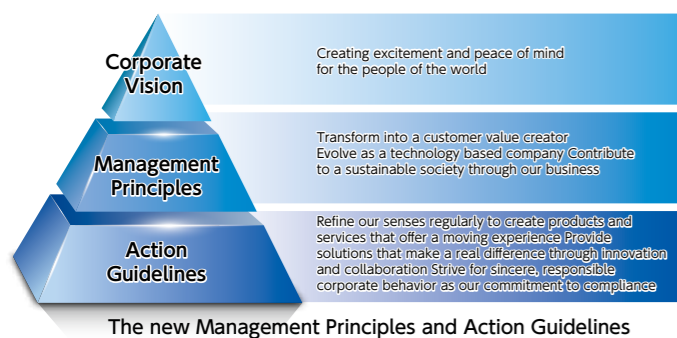 Corporate
Vision
Creating excitement and peace of mind
for the people of the world
Management
Principles
Transform into a customer value creator
Evolve as a technology based company Contribute
to a sustainable society through our business
Action
Guidelines
Refine our senses regularly to create products and
services that offer a moving experience Provide
solutions that make a real difference through innovation
and collaboration Strive for sincere, responsible
corporate behavior as our commitment to compliance
The new Management Principles and Action Guidelines